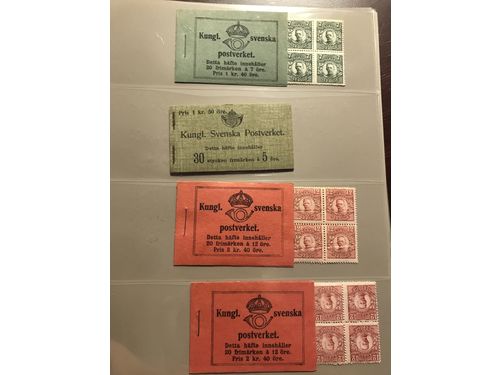 Kungl. svenska
postverket.
Detta häfte innehåller
20 frimärken à 7 öre.
Pris 1 kr. 40 öre.
Pris 1 kr. 50 öre.
Kungl. Svenska Postverket.
Detta häfte innehåller
30 stycken frimärken à 5 öre.
Kungl. svenska
postverket.
Detta häfte innehåller
20 frimärken à 12 öre.
Pris 2 kr. 40 öre.
Kungl. svenska
postverket.
Detta häfte innehåller
20 frimärken à 12 öre.
Pris 2 kr. 40 öre.